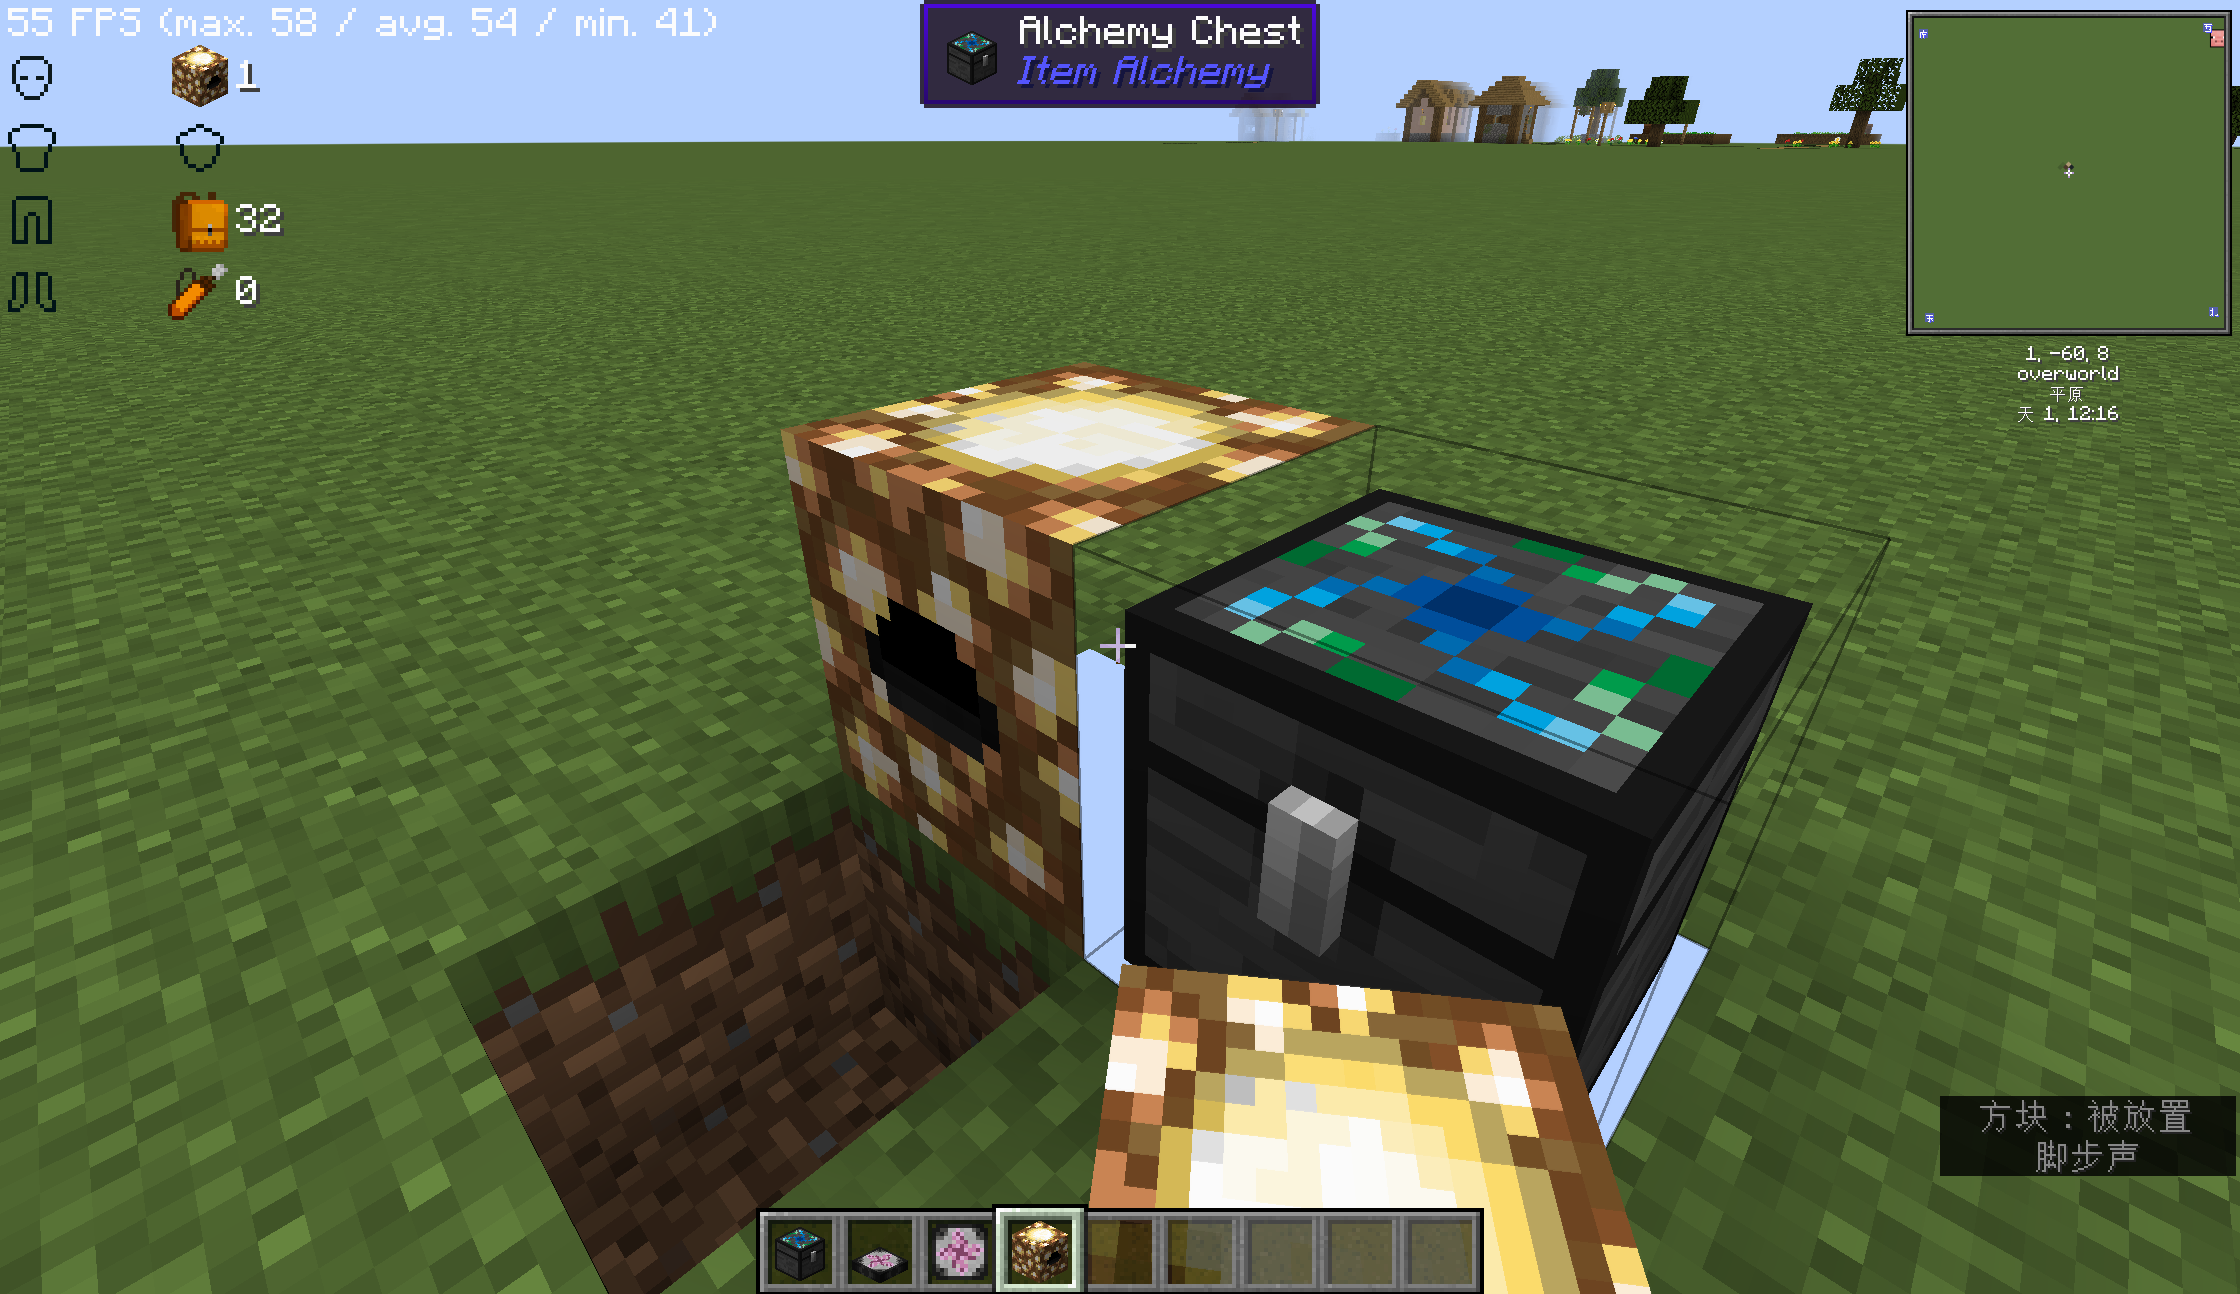 55 FPS (max. 58 / avg. 54 / min. 41)
1
32
0
Alchemy Chest
Item Alchemy
1, -60, 8
overworld
平原
天 1, 12:16
方块：被放置
脚步声